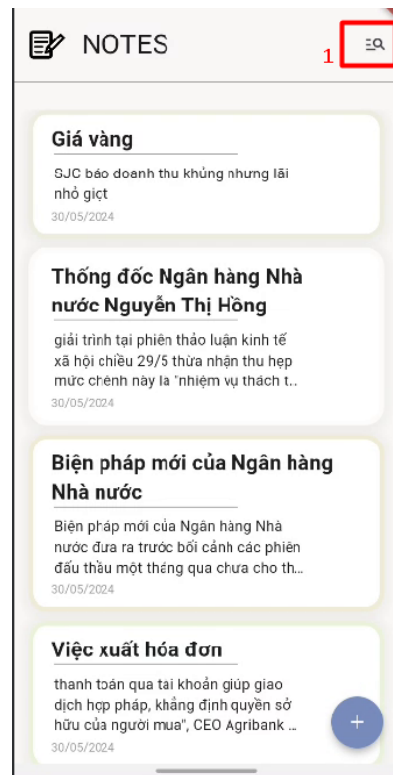 NOTES
1
Giá vàng
SJC báo doanh thu khủng nhưng lãi
nhỏ giọt
30/05/2024
Thống đốc Ngân hàng Nhà
nước Nguyễn Thị Hồng
giải trình tại phiên thảo luận kinh tế
xã hội chiều 29/5 thừa nhận thu hẹp
mức chênh này là "nhiệm vụ thách t..
30/05/2024
Biện pháp mới của Ngân hàng
Nhà nước
Biện pháp mới của Ngân hàng Nhà
nước đưa ra trước bối cảnh các phiên
đấu thầu một tháng qua chưa cho th...
30/05/2024
Việc xuất hóa đơn
thanh toán qua tài khoản giúp giao
dịch hợp pháp, khẳng định quyền sở
hữu của người mua", CEO Agribank ...
30/05/2024
+